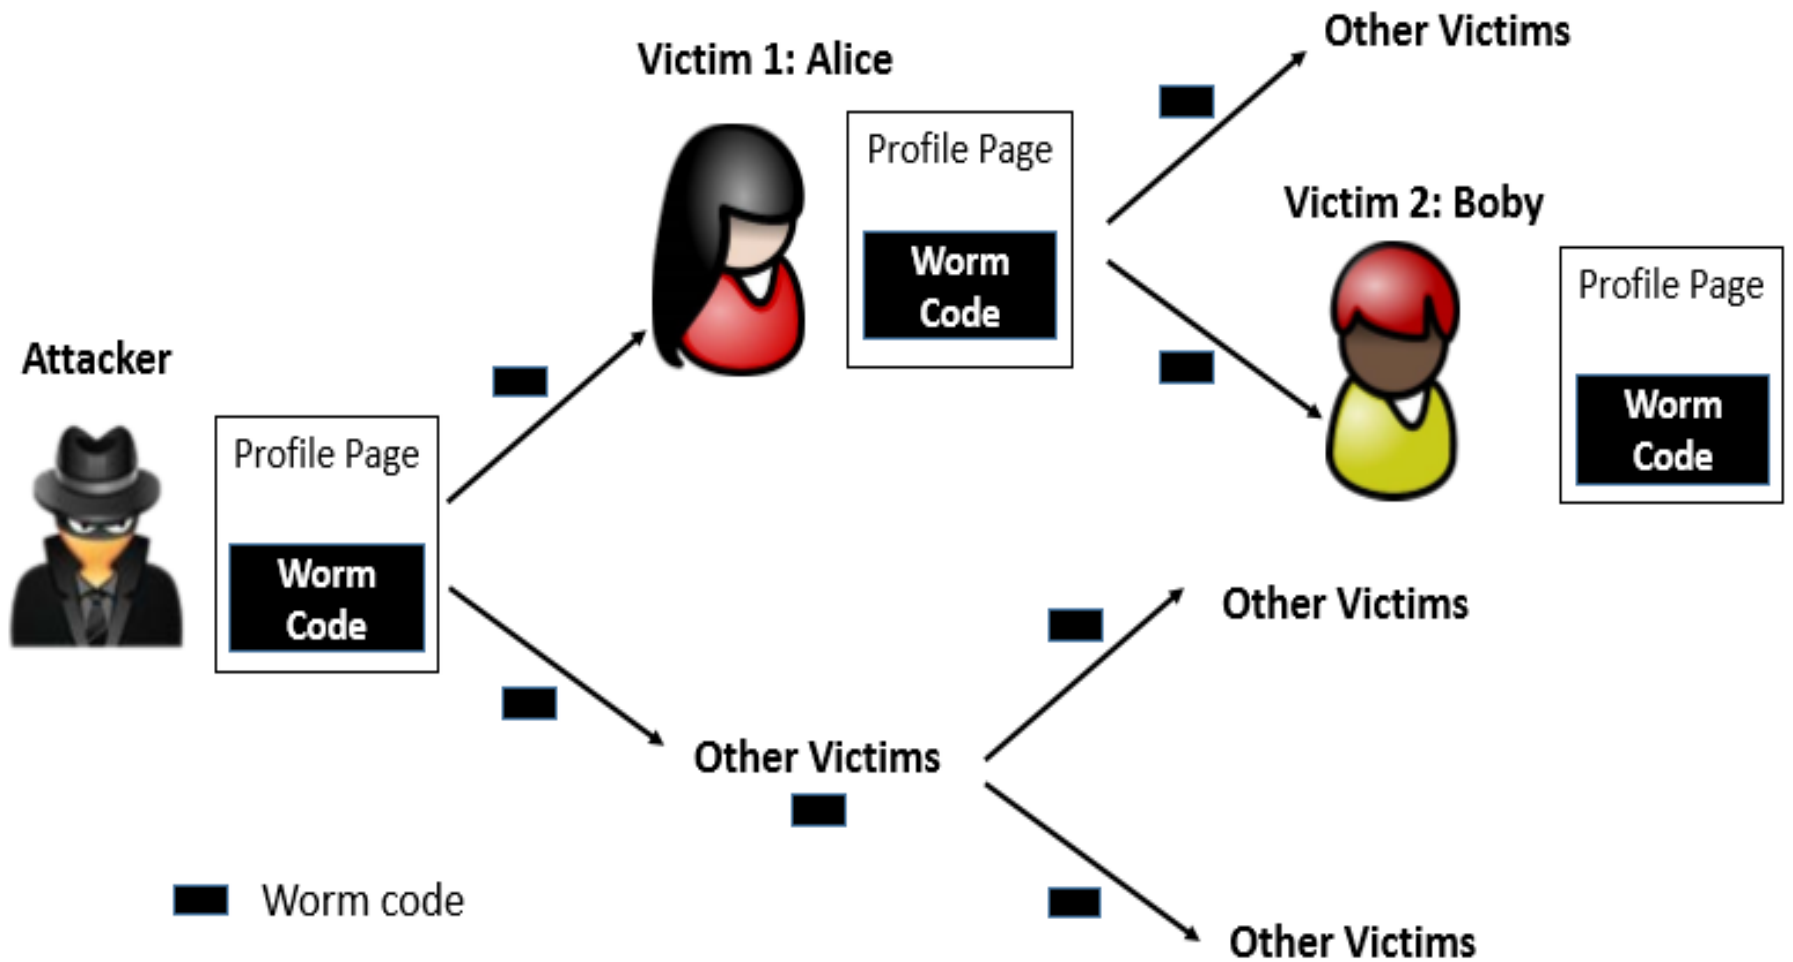 Other Victims
Victim 1: Alice
Profile Page
Worm
Code
Victim 2: Boby
Profile Page
Worm
Code
Attacker
Profile Page
Worm
Code
Other Victims
Other Victims
Worm code
Other Victims